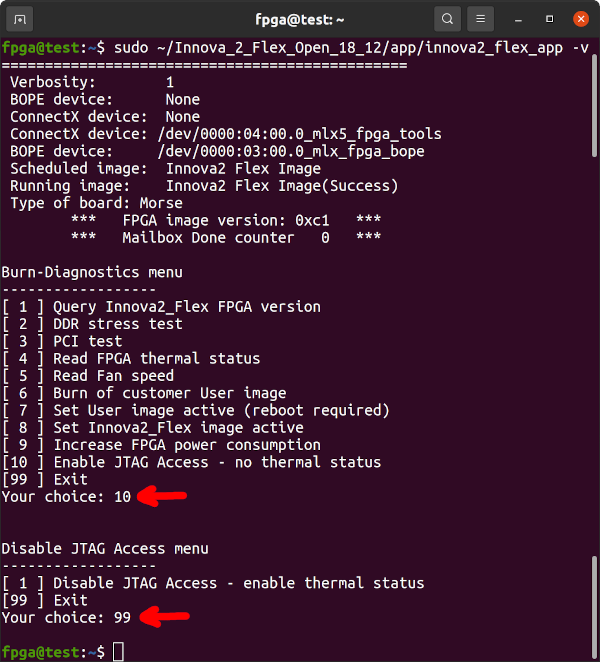 fpga@test: ~
fpga@test:~$ sudo ~/Innova_2_Flex_Open_18_12/app/innova2_flex_app -v
===============================================
Verbosity: 1
BOPE device: None
ConnectX device: None
ConnectX device: /dev/0000:04:00.0_mlx5_fpga_tools
BOPE device: /dev/0000:03:00.0_mlx_fpga_bope
Scheduled image: Innova2 Flex Image
Running image: Innova2 Flex Image(Success)
Type of board: Morse
*** FPGA image version: 0xc1 ***
*** Mailbox Done counter 0 ***
Burn-Diagnostics menu
------------------
[ 1 ] Query Innova2_Flex FPGA version
[ 2 ] DDR stress test
[ 3 ] PCI test
[ 4 ] Read FPGA thermal status
[ 5 ] Read Fan speed
[ 6 ] Burn of customer User image
[ 7 ] Set User image active (reboot required)
[ 8 ] Set Innova2_Flex image active
[ 9 ] Increase FPGA power consumption
[10 ] Enable JTAG Access - no thermal status
[99 ] Exit
Your choice: 10
Disable JTAG Access menu
------------------
[ 1 ] Disable JTAG Access - enable thermal status
[99 ] Exit
Your choice: 99
fpga@test:~$